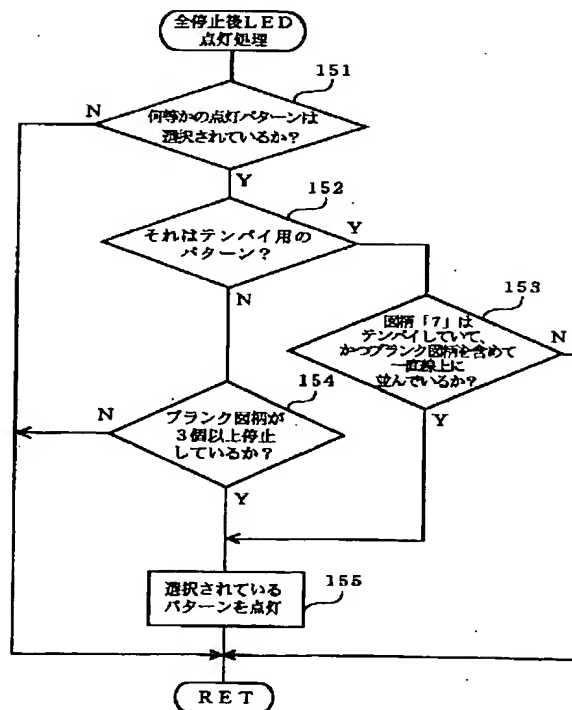 全停止後LED
点灯処理
151
何等かの点灯パターンは
選択されているか?
N
Y
152
それはテンパイ用の
パターン?
Y
N
153
図柄「7」は
テンパイしていて、
かつブランク図柄を含めて
一直線上に
並んでいるか?
N
Y
154
ブランク図柄が
3個以上停止
しているか?
N
Y
155
選択されている
パターンを点灯
RET